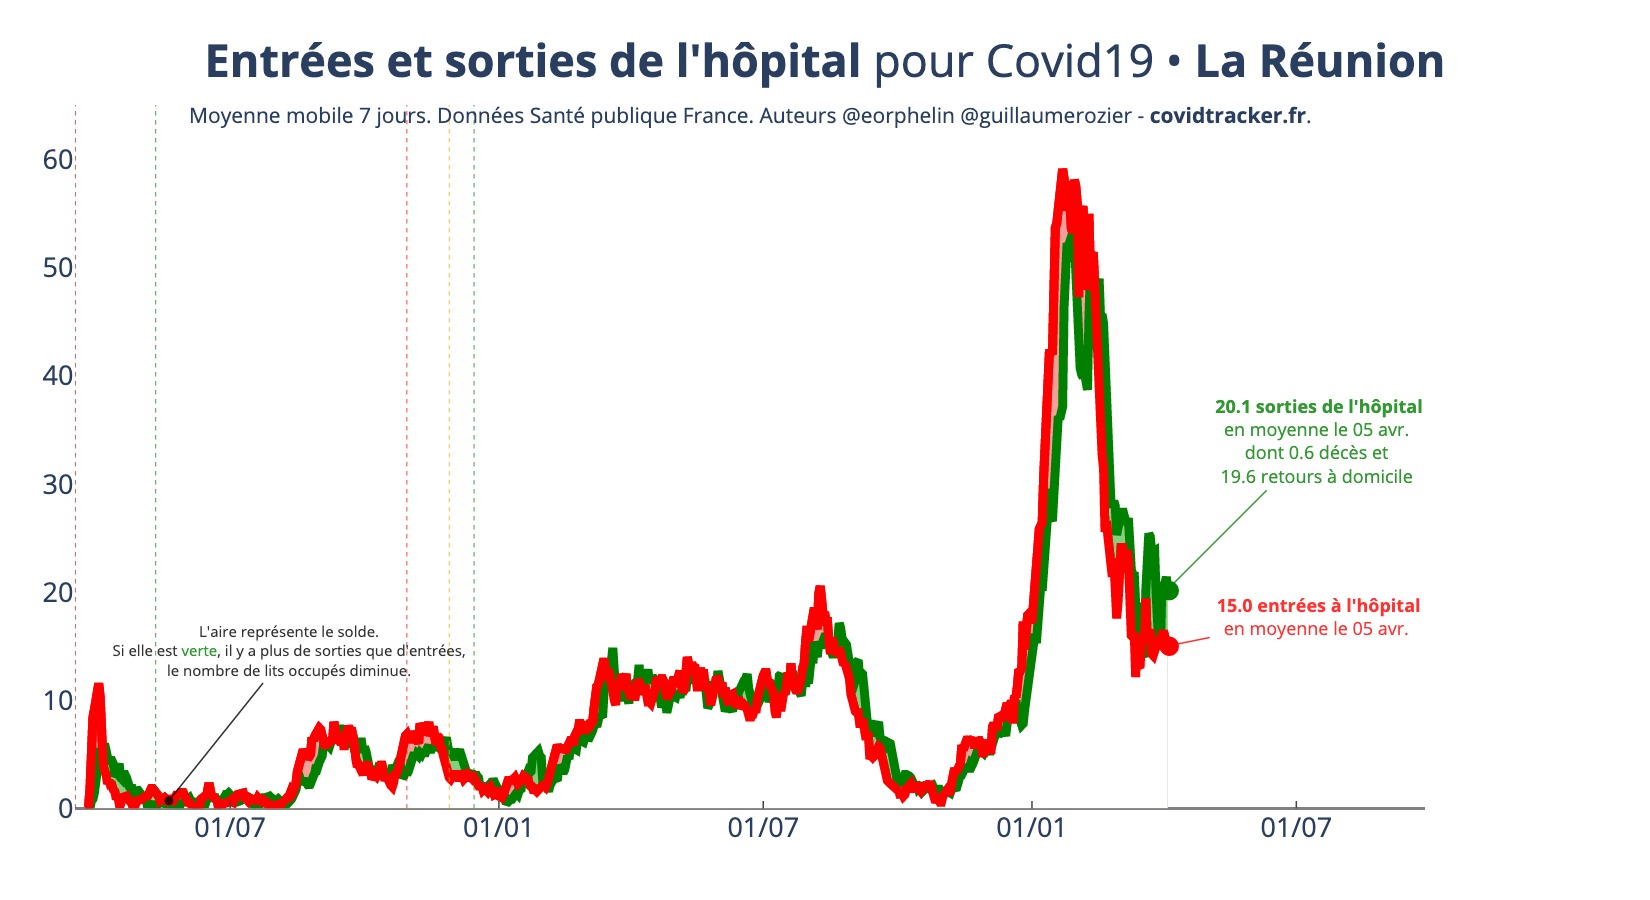 Entrées et sorties de l'hôpital pour Covid19 • La Réunion
Moyenne mobile 7 jours. Données Santé publique France. Auteurs @eorphelin @guillaumerozier - covidtracker.fr.
60
50
40
30
20
10
0
20.1 sorties de l'hôpital
en moyenne le 05 avr.
dont 0.6 décès et
19.6 retours à domicile
15.0 entrées à l'hôpital
en moyenne le 05 avr.
L'aire représente le solde.
Si elle est verte, il y a plus de sorties que d'entrées,
le nombre de lits occupés diminue.
01/07
01/01
01/07
01/01
01/07